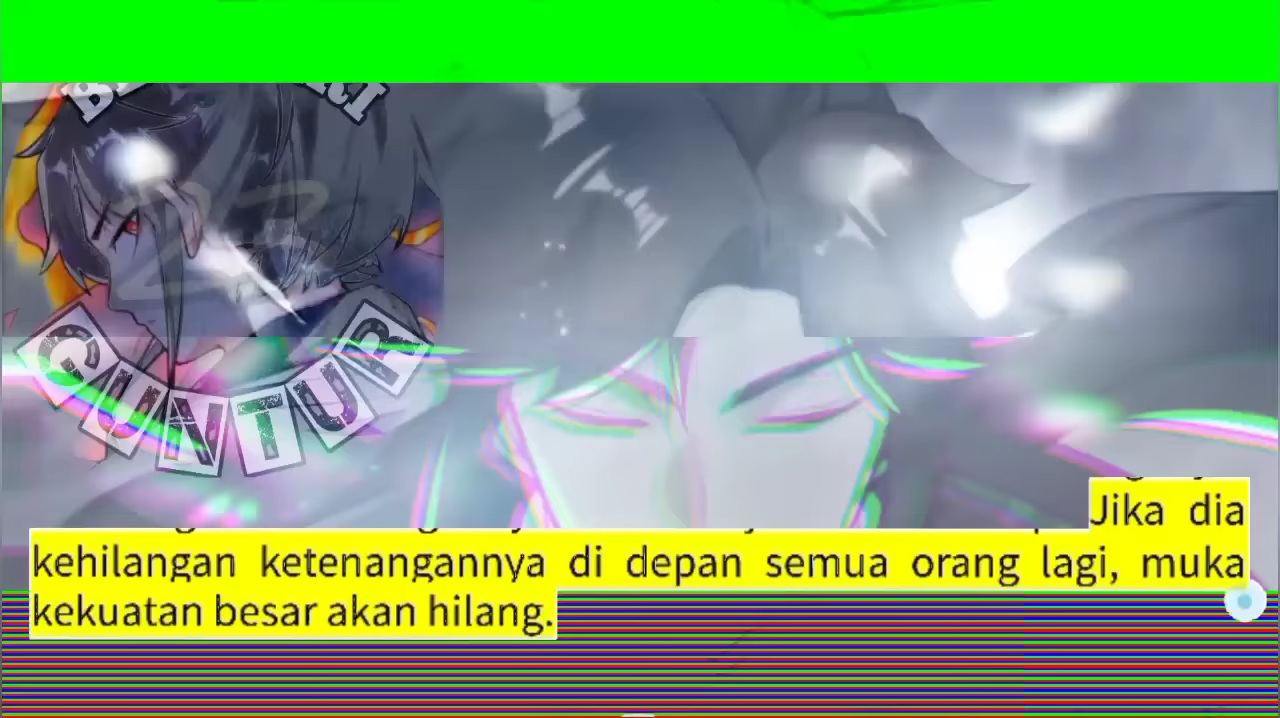 GUNTUR
Jika dia
kehilangan ketenangannya di depan semua orang lagi, muka
kekuatan besar akan hilang.